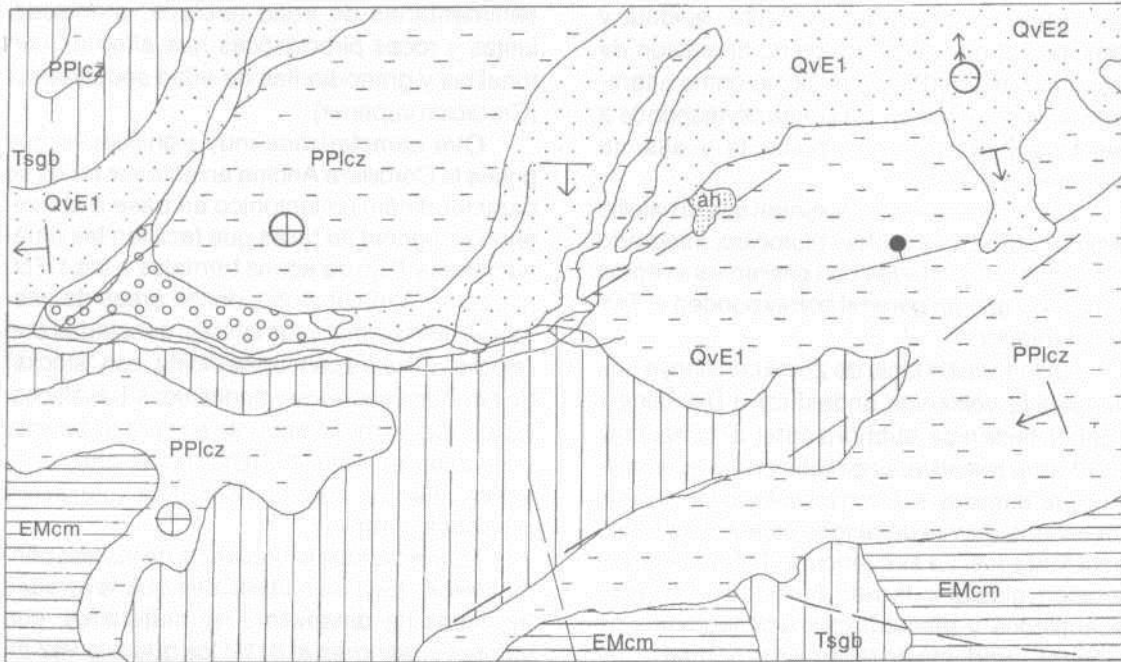 QvE2
PPlcz
QvE1
Tsgb
PPlcz
QvE1
ah
QvE1
PPlcz
PPlcz
EMcm
EMcm
EMcm
Tsgb